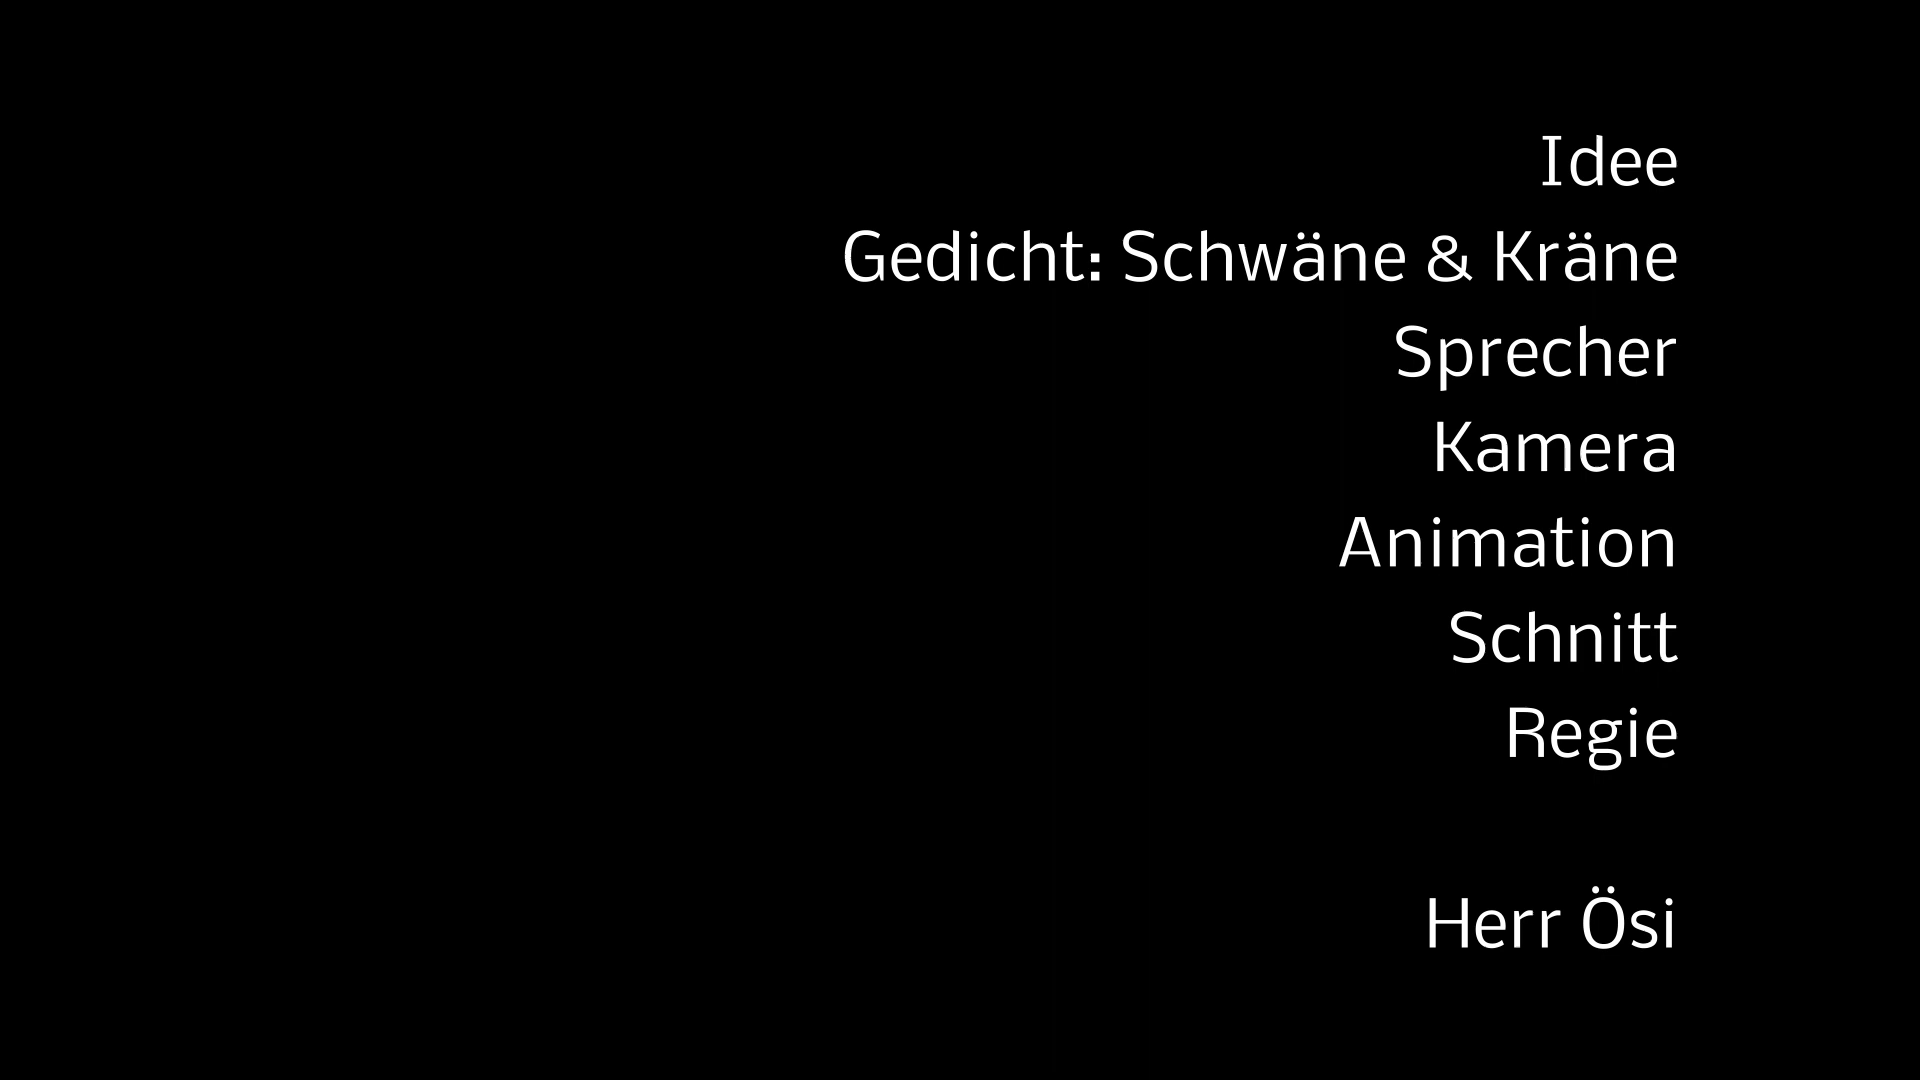 Idee
Gedicht: Schwäne & Kräne
Sprecher
Kamera
Animation
Schnitt
Regie
Herr Ösi